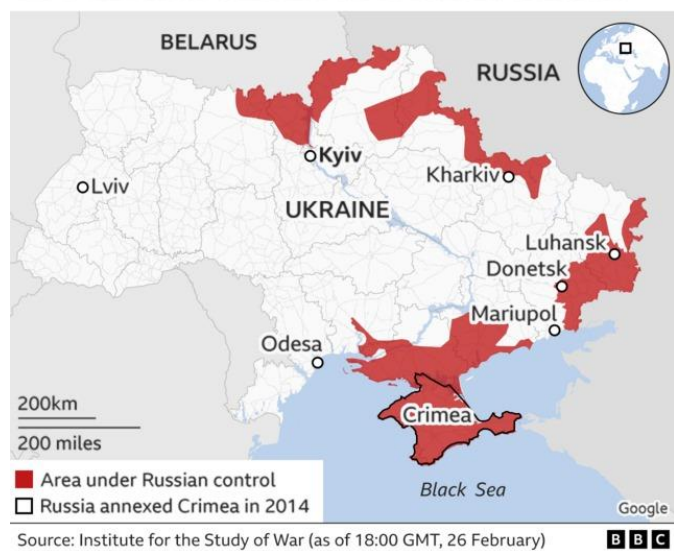 BELARUS
RUSSIA
Kyiv
Lviv
Kharkiv
UKRAINE
Luhansk
Donetsk
Mariupol
Odesa
Crimea
200km
200 miles
Area under Russian control
Russia annexed Crimea in 2014
Black Sea
Google
Source: Institute for the Study of War (as of 18:00 GMT, 26 February)
BBC